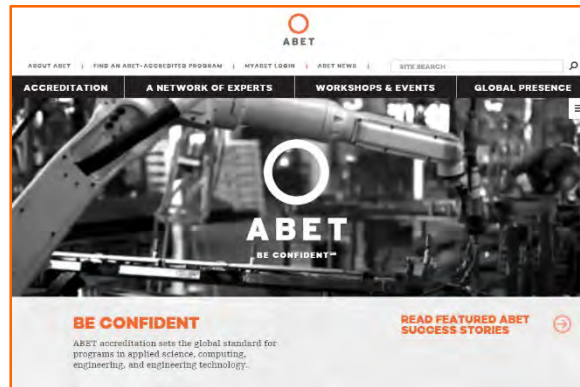 ABET
ABOUT ABET | FIND AN ABET-ACCREDITED PROGRAM | MYABET LOGIN | ABET NEWS | SITE SEARCH
ACCREDITATION A NETWORK OF EXPERTS WORKSHOPS & EVENTS GLOBAL PRESENCE
ABET
BE CONFIDENT℠
BE CONFIDENT
ABET accreditation sets the global standard for
programs in applied science, computing,
engineering, and engineering technology.
READ FEATURED ABET
SUCCESS STORIES